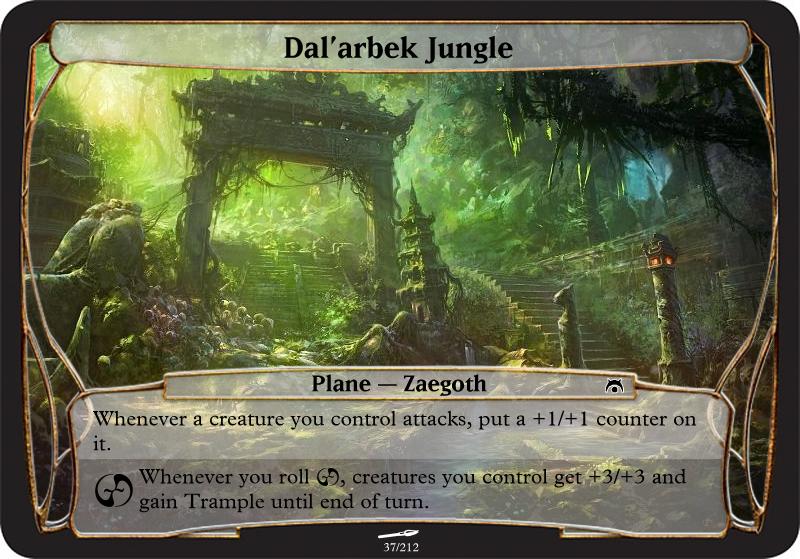 Dal'arbek Jungle
Plane — Zaegoth
Whenever a creature you control attacks, put a +1/+1 counter on
it.
Whenever you roll , creatures you control get +3/+3 and
gain Trample until end of turn.
37/212